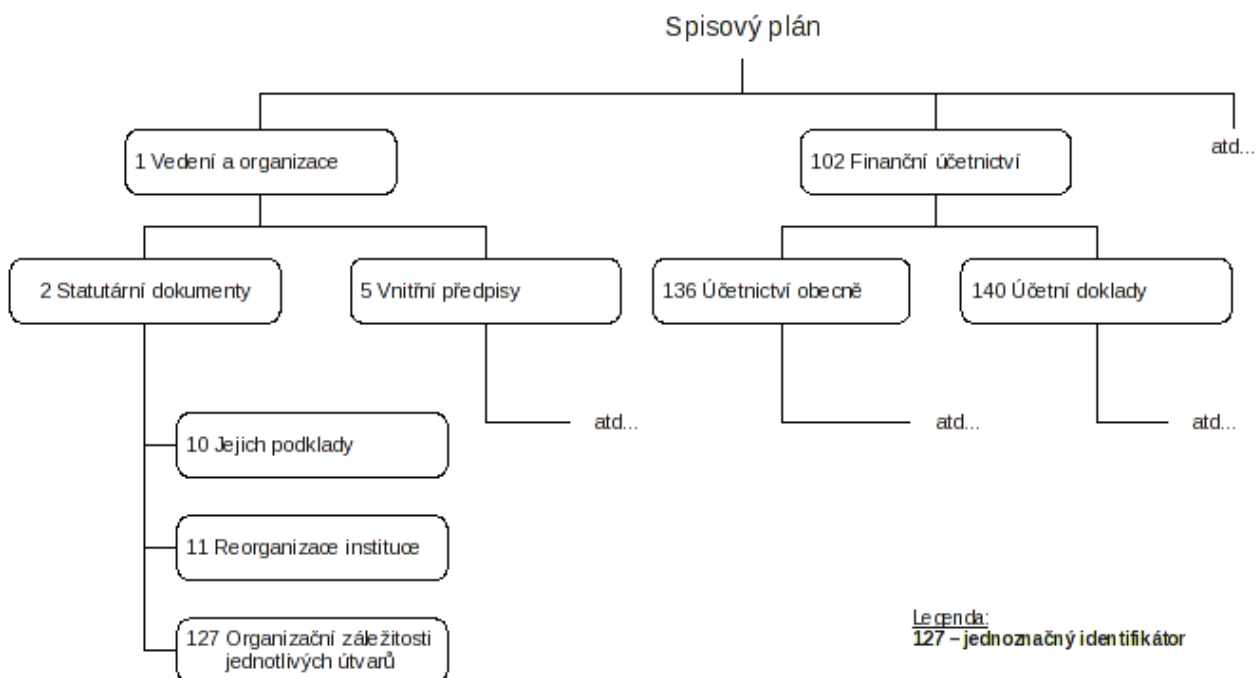 Spisový plán
1 Vedení a organizace
102 Finanční účetnictví
atd...
2 Statutární dokumenty
5 Vnitřní předpisy
136 Účetnictví obecně
140 Účetní doklady
atd...
atd...
atd...
10 Jejich podklady
11 Reorganizace instituce
127 Organizační záležitosti
jednotlivých útvarů
Legenda:
127 – jednoznačný identifikátor